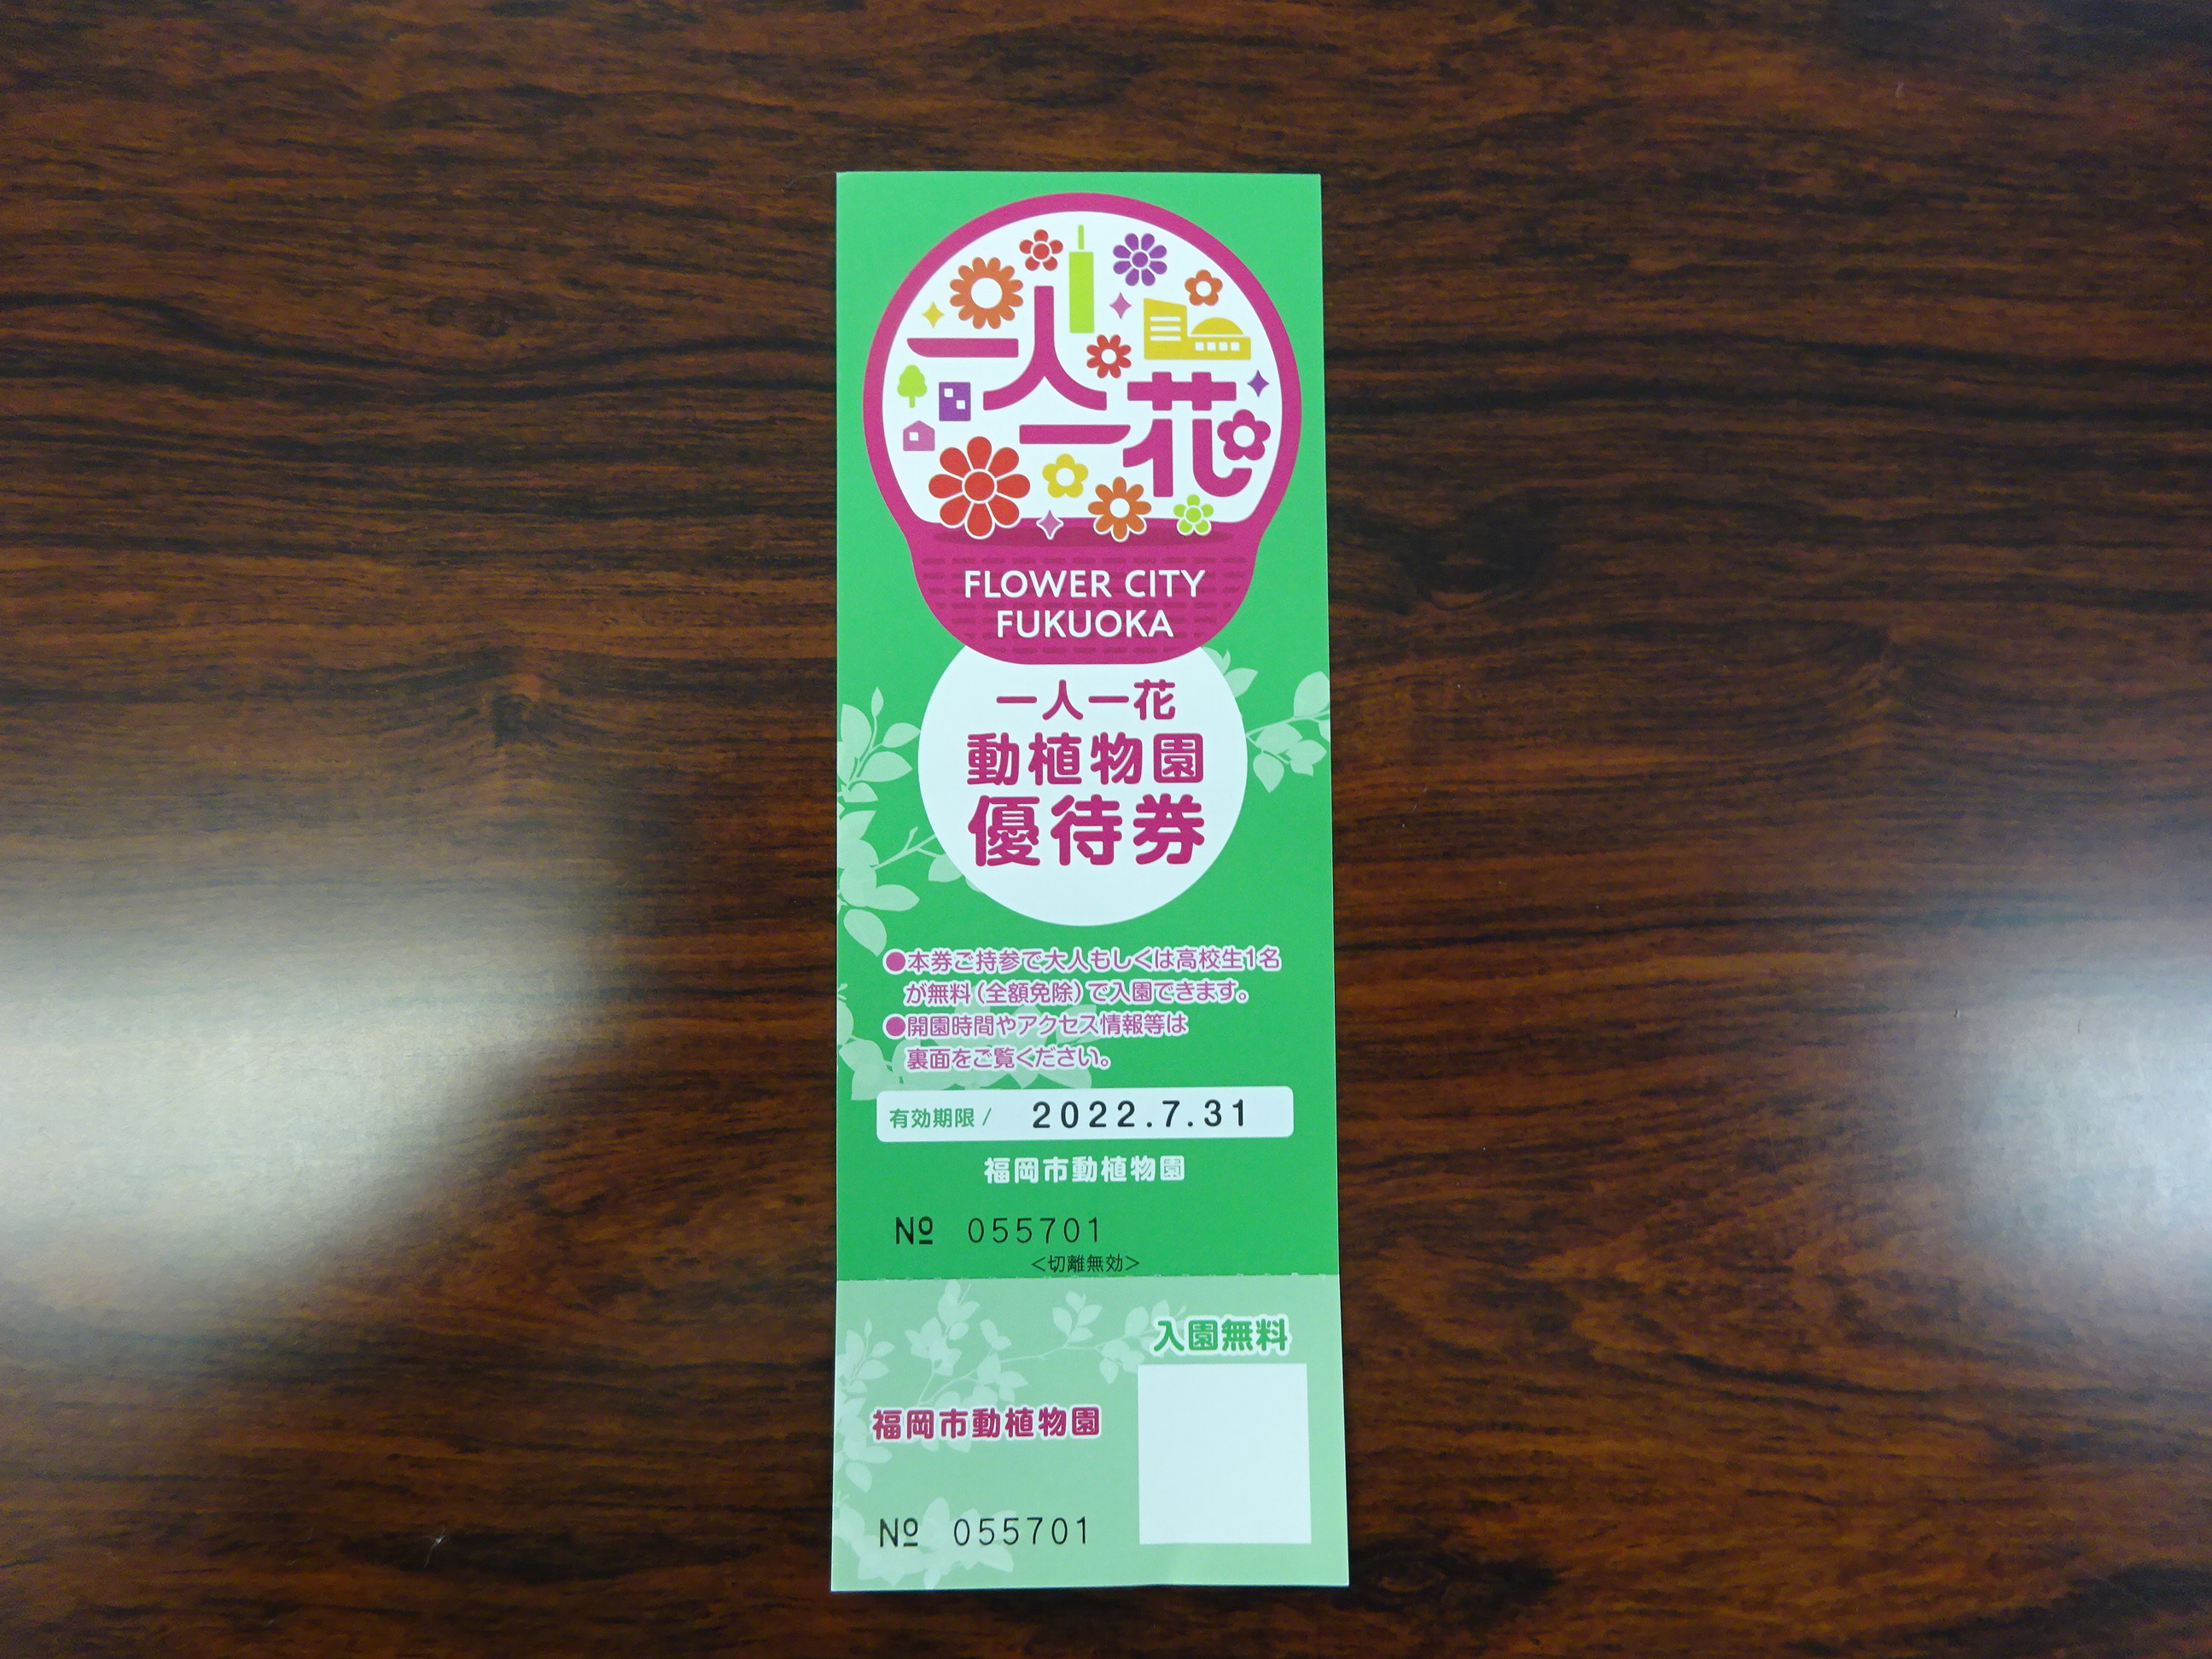 一人
一花
FLOWER CITY
FUKUOKA
一人一花
動植物園
優待券
●本券ご持参で大人もしくは高校生1名
が無料(全額免除)で入園できます。
●開園時間やアクセス情報等は
裏面をご覧ください。
有効期限/ 2022.7.31
福岡市動植物園
№ 055701
<切離無効>
入園無料
福岡市動植物園
№ 055701